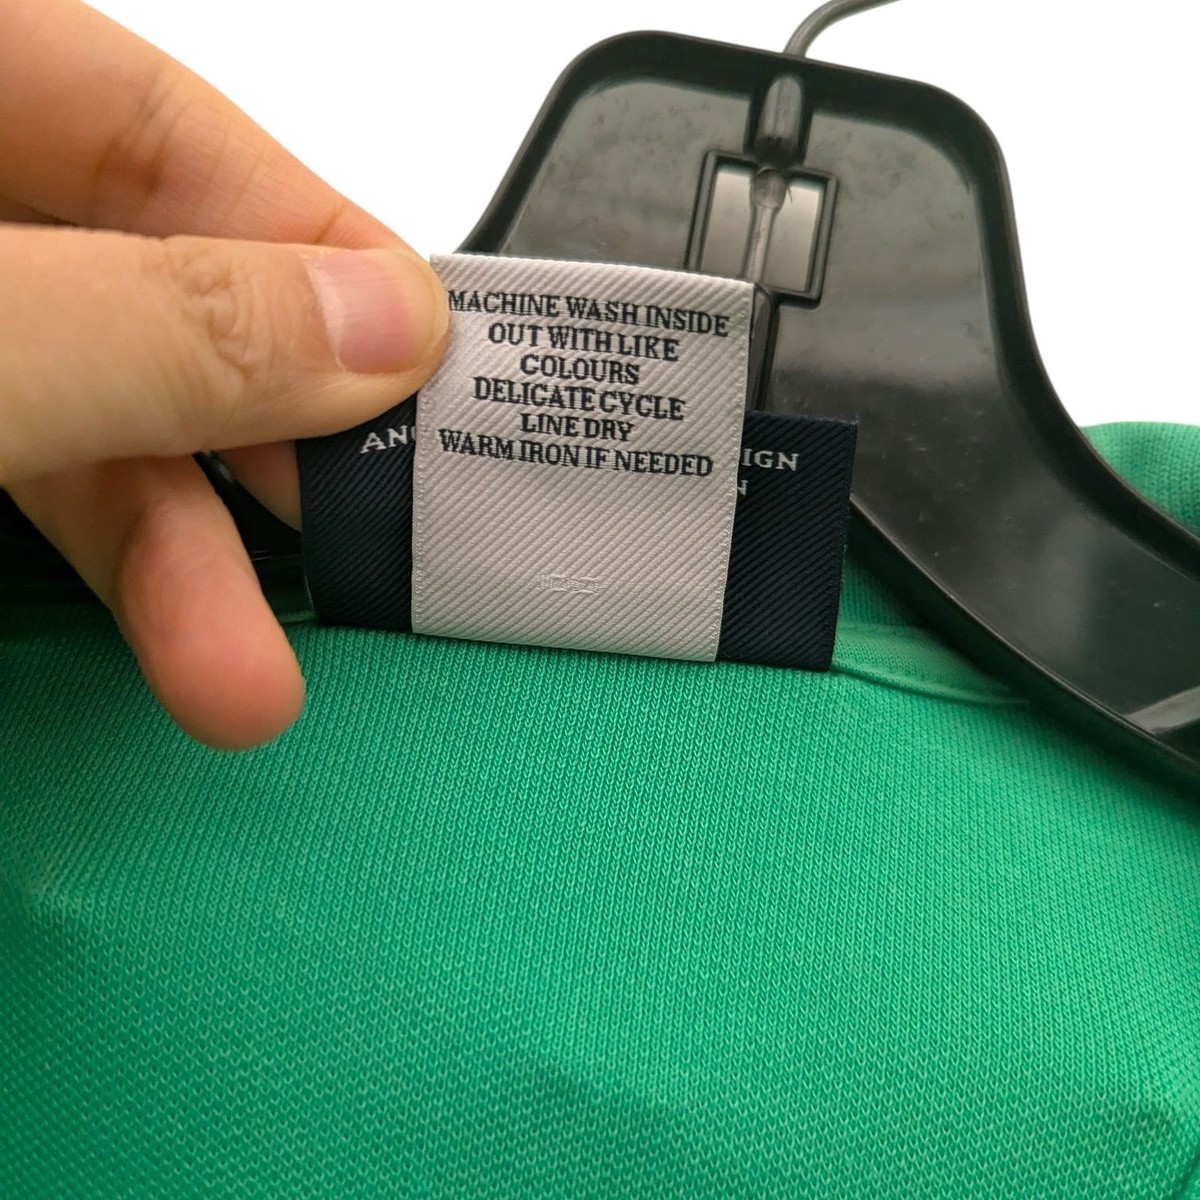 MACHINE WASH INSIDE
OUT WITH LIKE
COLOURS
DELICATE CYCLE
LINE DRY
WARM IRON IF NEEDED